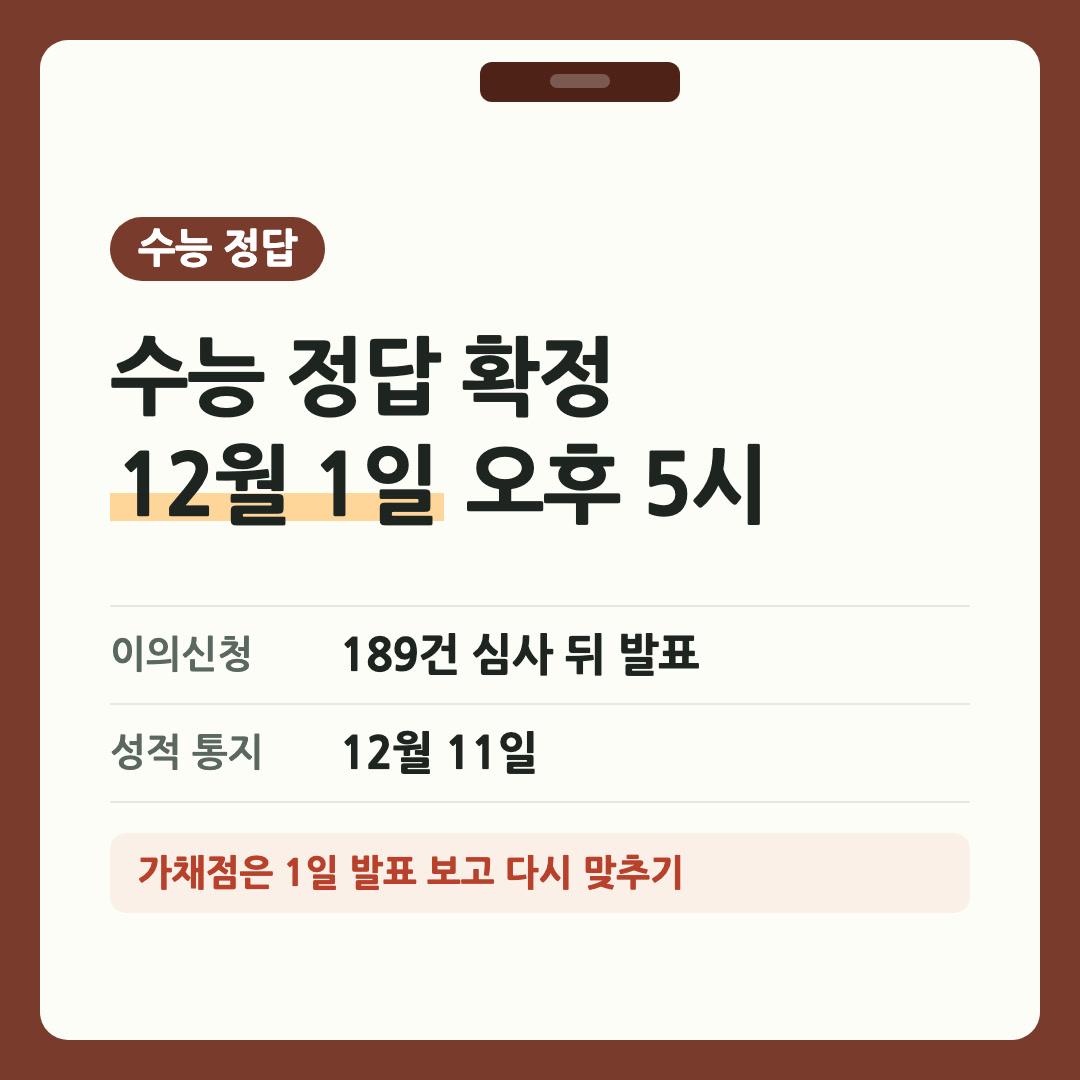 수능 정답
수능 정답 확정
12월 1일 오후 5시
이의신청 189건 심사 뒤 발표
성적 통지 12월 11일
가채점은 1일 발표 보고 다시 맞추기